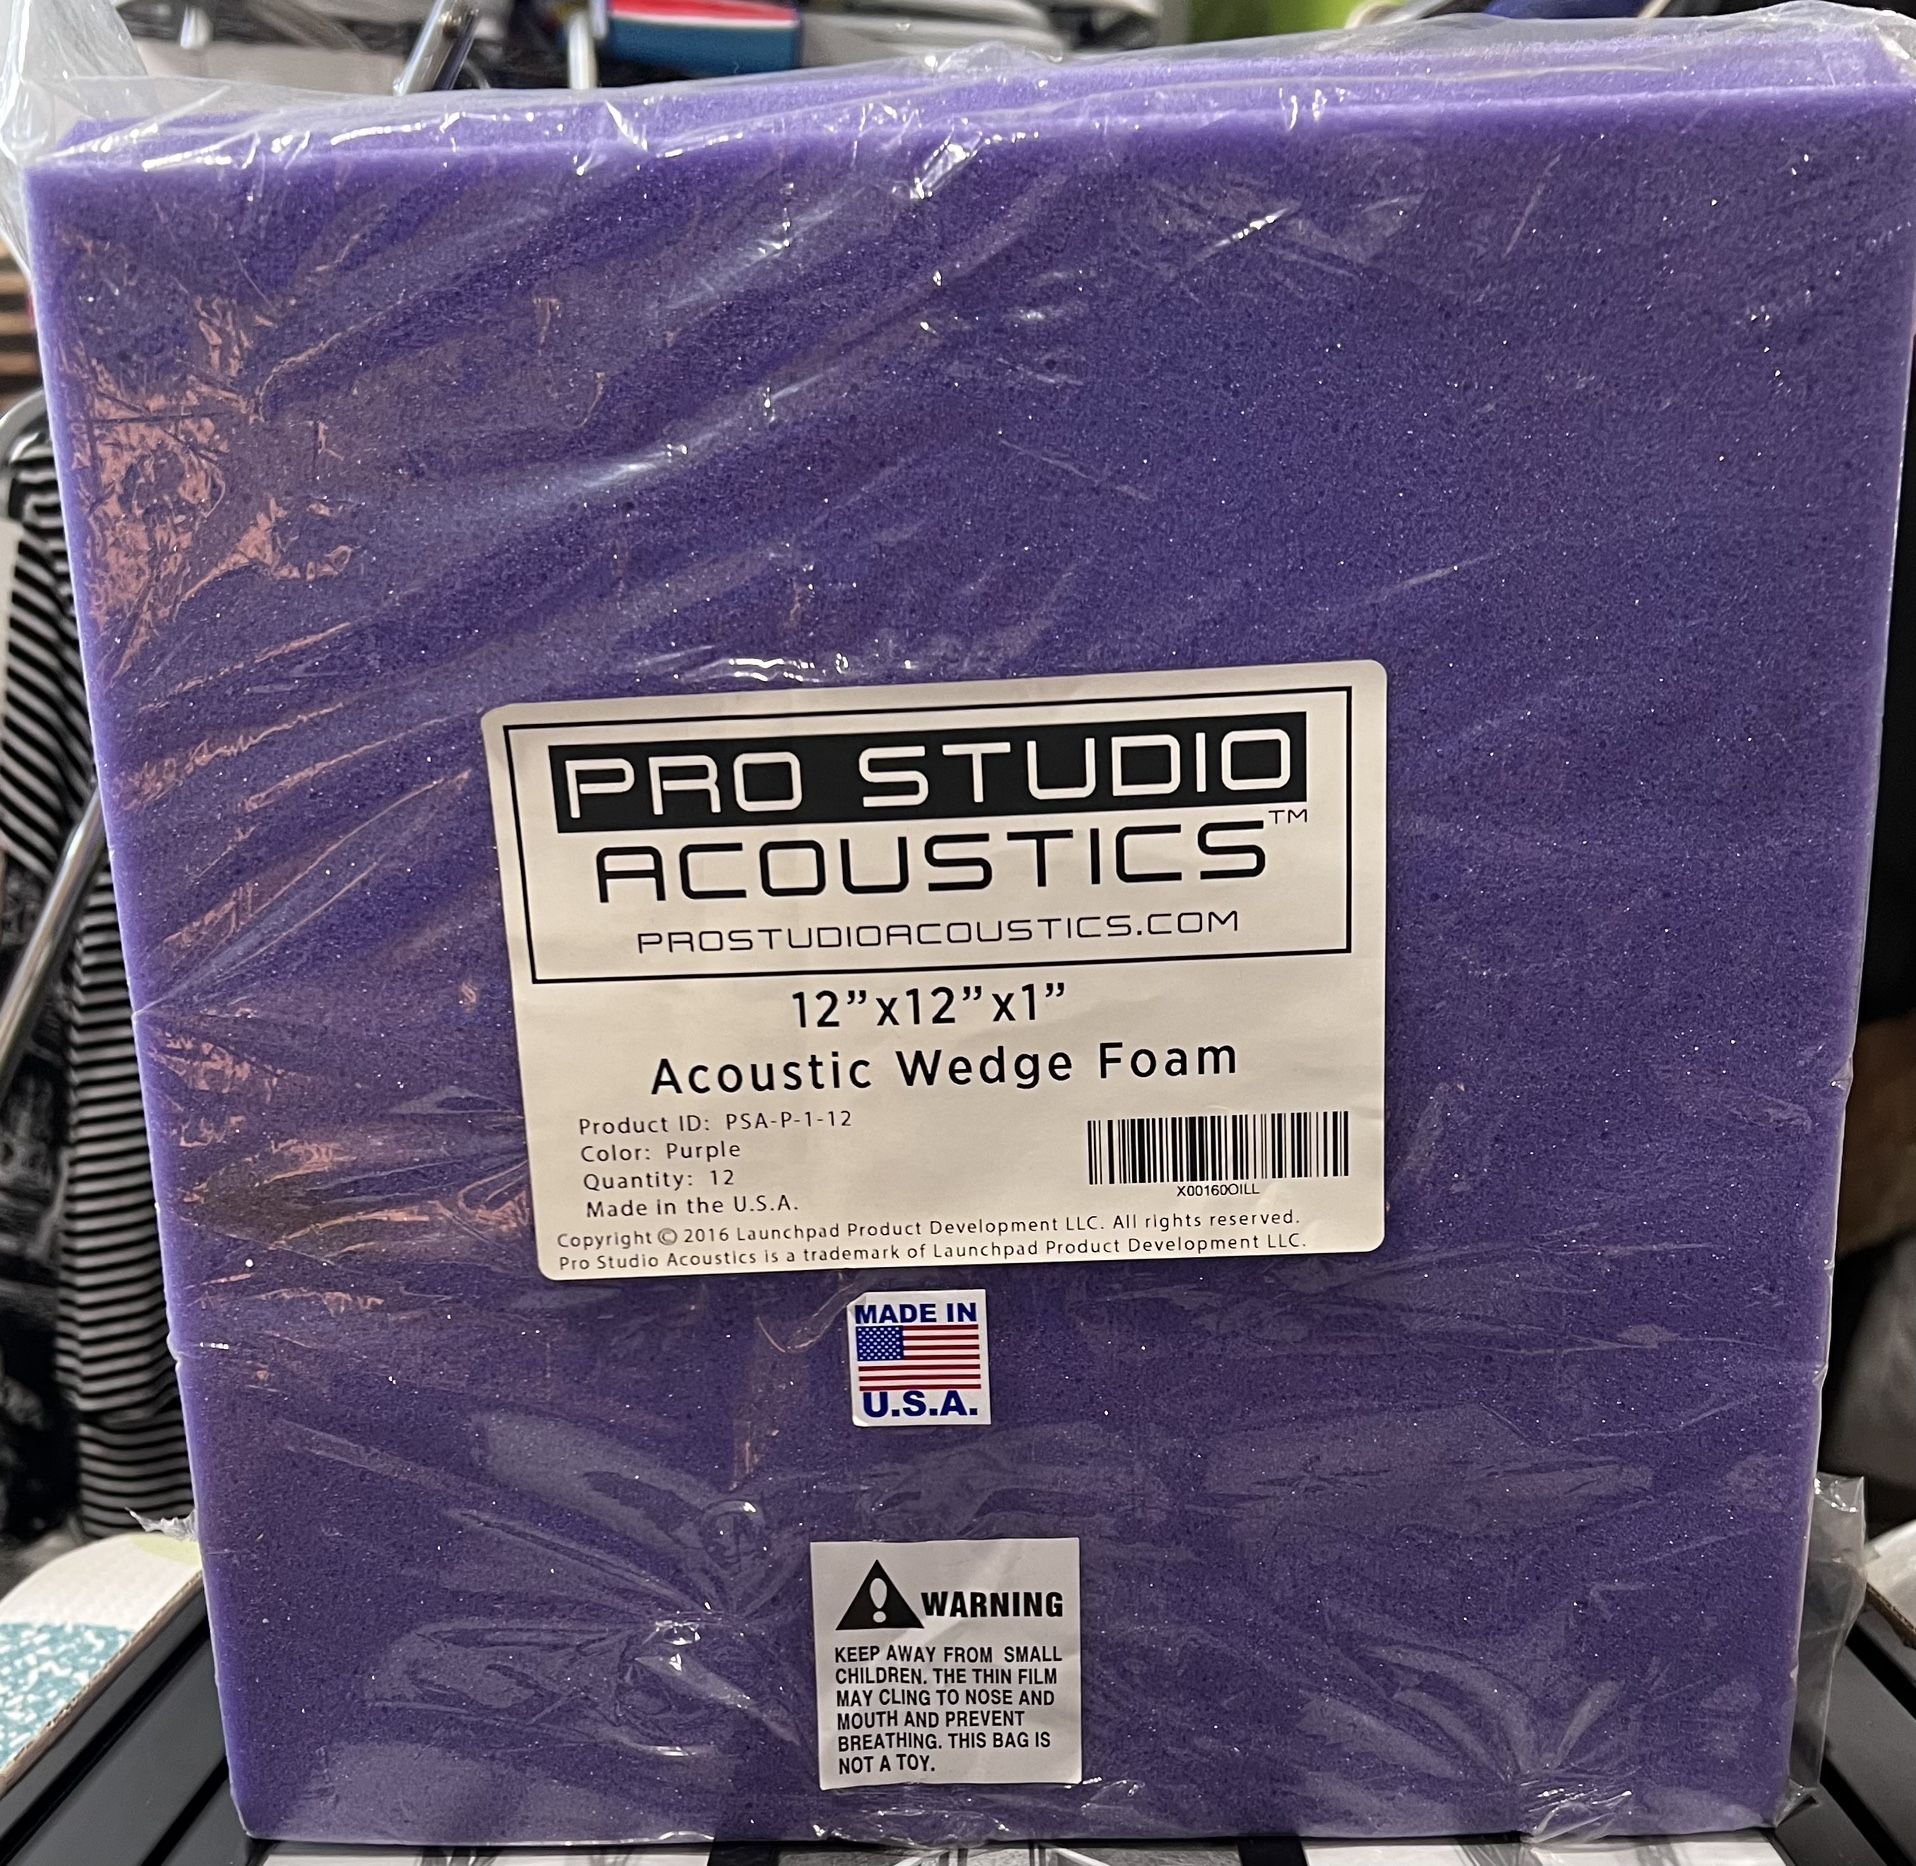 PRO STUDIO
ACOUSTICS™
PROSTUDIOACOUSTICS.COM
12”x12”x1”
Acoustic Wedge Foam
Product ID: PSA-P-1-12
Color: Purple
Quantity: 12
Made in the U.S.A.
X00160OILL
Copyright © 2016 Launchpad Product Development LLC. All rights reserved.
Pro Studio Acoustics is a trademark of Launchpad Product Development LLC.
MADE IN
U.S.A.
WARNING
KEEP AWAY FROM SMALL
CHILDREN. THE THIN FILM
MAY CLING TO NOSE AND
MOUTH AND PREVENT
BREATHING. THIS BAG IS
NOT A TOY.